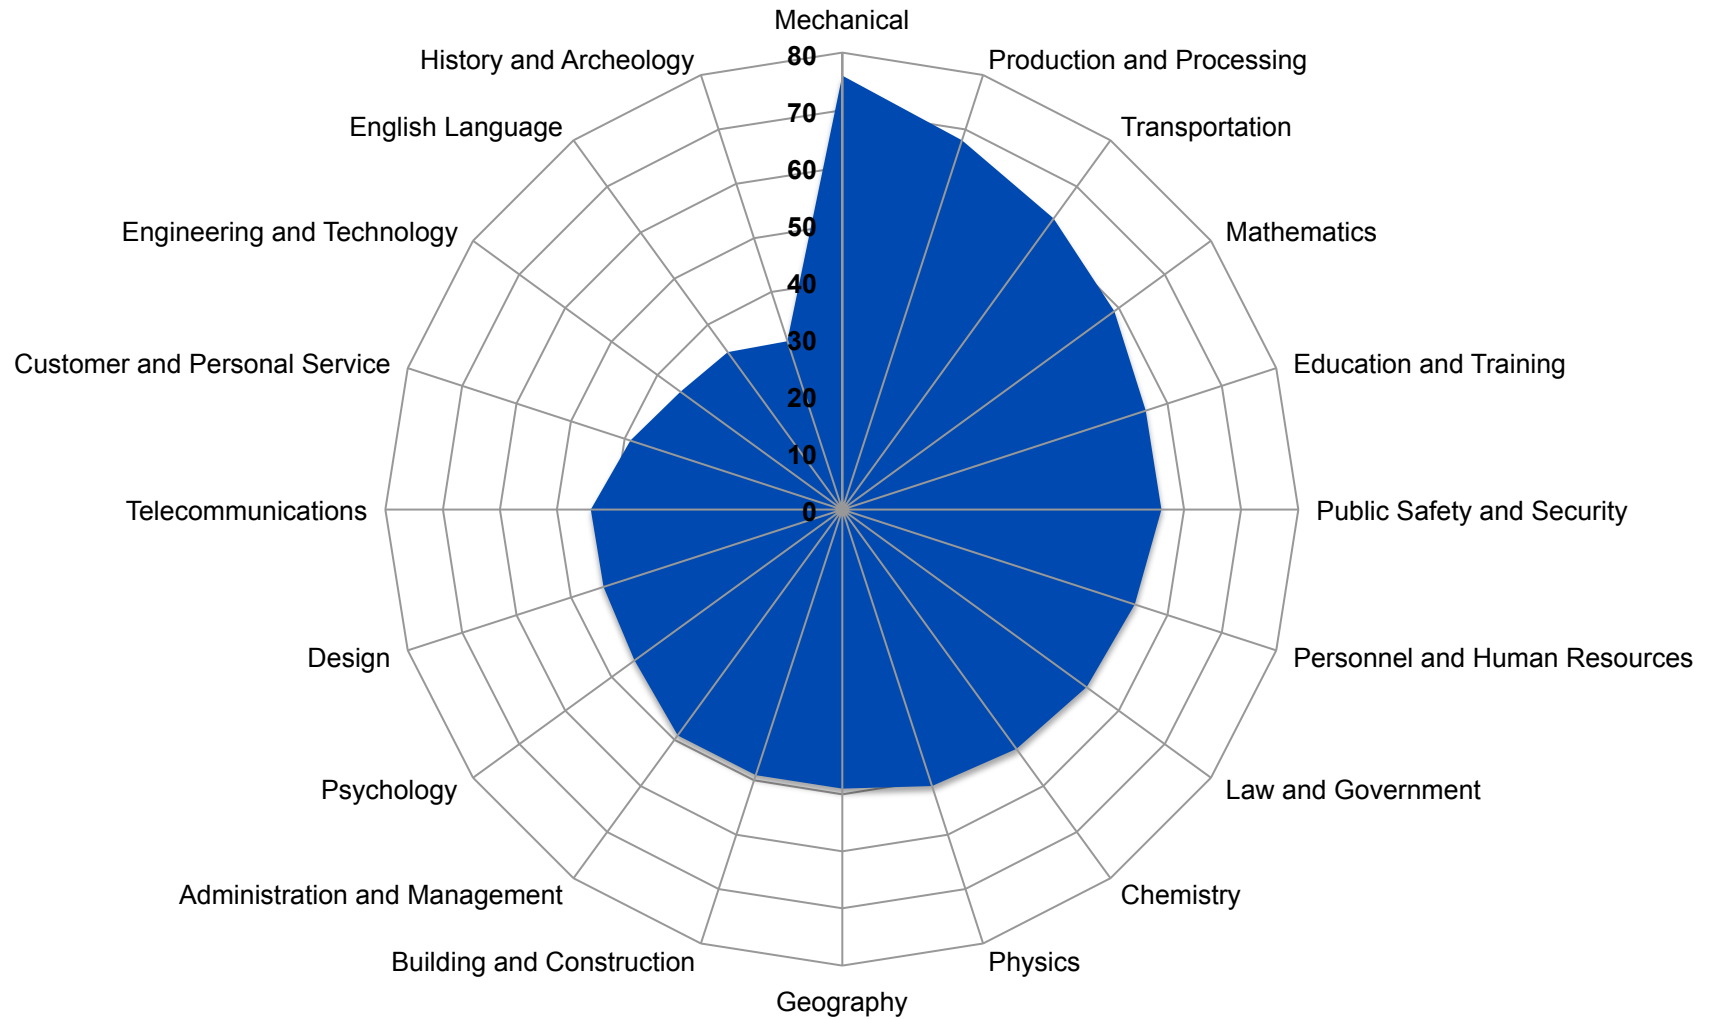 Mechanical
History and Archeology
80
Production and Processing
70
English Language
Transportation
60
Engineering and Technology
50
Mathematics
40
30
Customer and Personal Service
Education and Training
20
10
Telecommunications
0
Public Safety and Security
Design
Personnel and Human Resources
Psychology
Law and Government
Administration and Management
Chemistry
Building and Construction
Physics
Geography